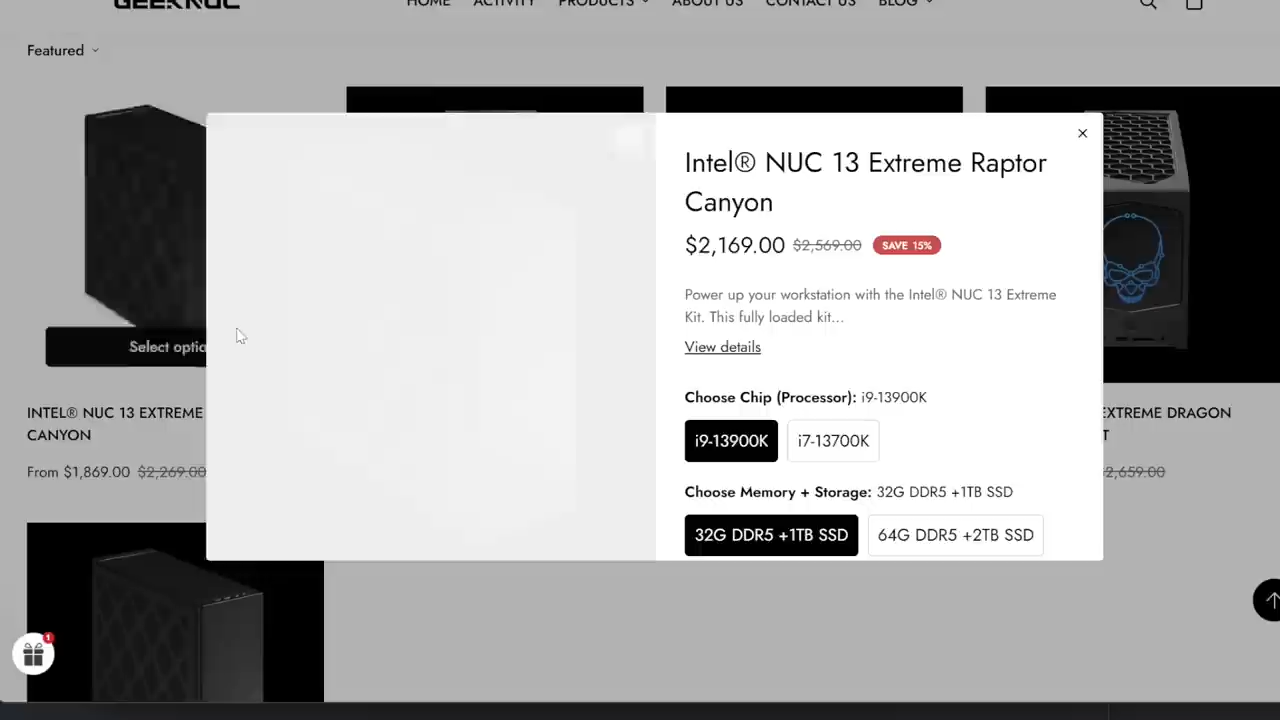 GEEKNUC
HOME ACTIVITY PRODUCTS ABOUT US CONTACT US BLOG
Featured
Intel® NUC 13 Extreme Raptor
Canyon
$2,169.00 $2,569.00 SAVE 15%
Power up your workstation with the Intel® NUC 13 Extreme
Kit. This fully loaded kit...
View details
Choose Chip (Processor): i9-13900K
i9-13900K i7-13700K
Choose Memory + Storage: 32G DDR5 +1TB SSD
32G DDR5 +1TB SSD 64G DDR5 +2TB SSD
Select optio
INTEL® NUC 13 EXTREME
CANYON
From $1,869.00 $2,269.00
EXTREME DRAGON
T
2,659.00
1